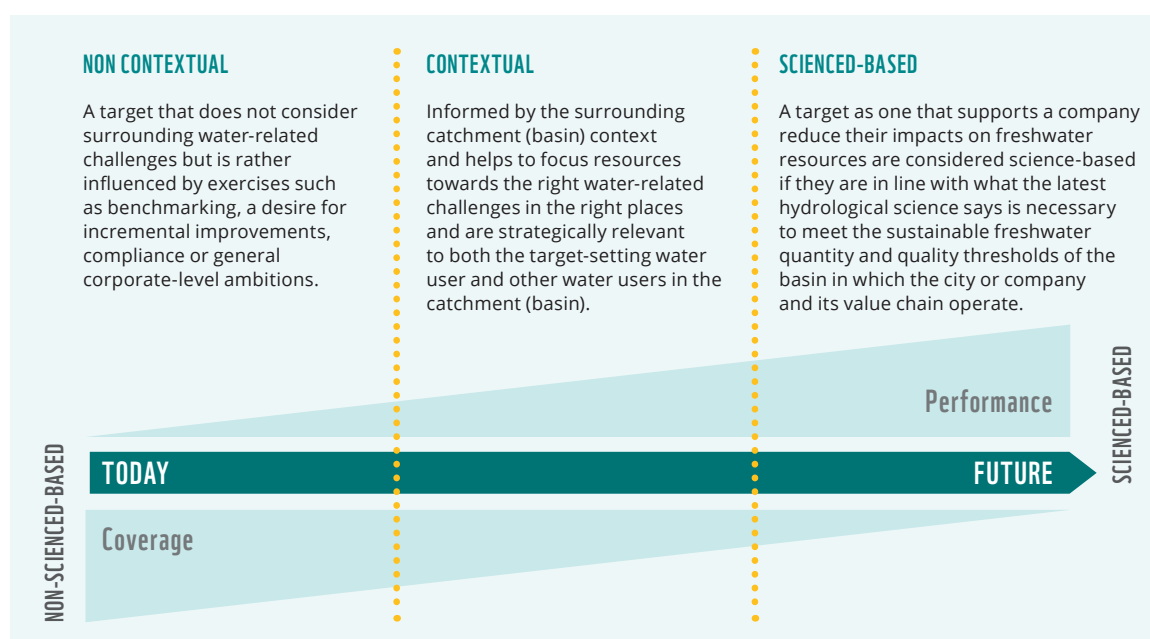 NON CONTEXTUAL
A target that does not consider
surrounding water-related
challenges but is rather
influenced by exercises such
as benchmarking, a desire for
incremental improvements,
compliance or general
corporate-level ambitions.
CONTEXTUAL
Informed by the surrounding
catchment (basin) context
and helps to focus resources
towards the right water-related
challenges in the right places
and are strategically relevant
to both the target-setting water
user and other water users in the
catchment (basin).
SCIENCED-BASED
A target as one that supports a company
reduce their impacts on freshwater
resources are considered science-based
if they are in line with what the latest
hydrological science says is necessary
to meet the sustainable freshwater
quantity and quality thresholds of the
basin in which the city or company
and its value chain operate.
Performance
NON-SCIENCED-BASED
TODAY
FUTURE
SCIENCED-BASED
Coverage